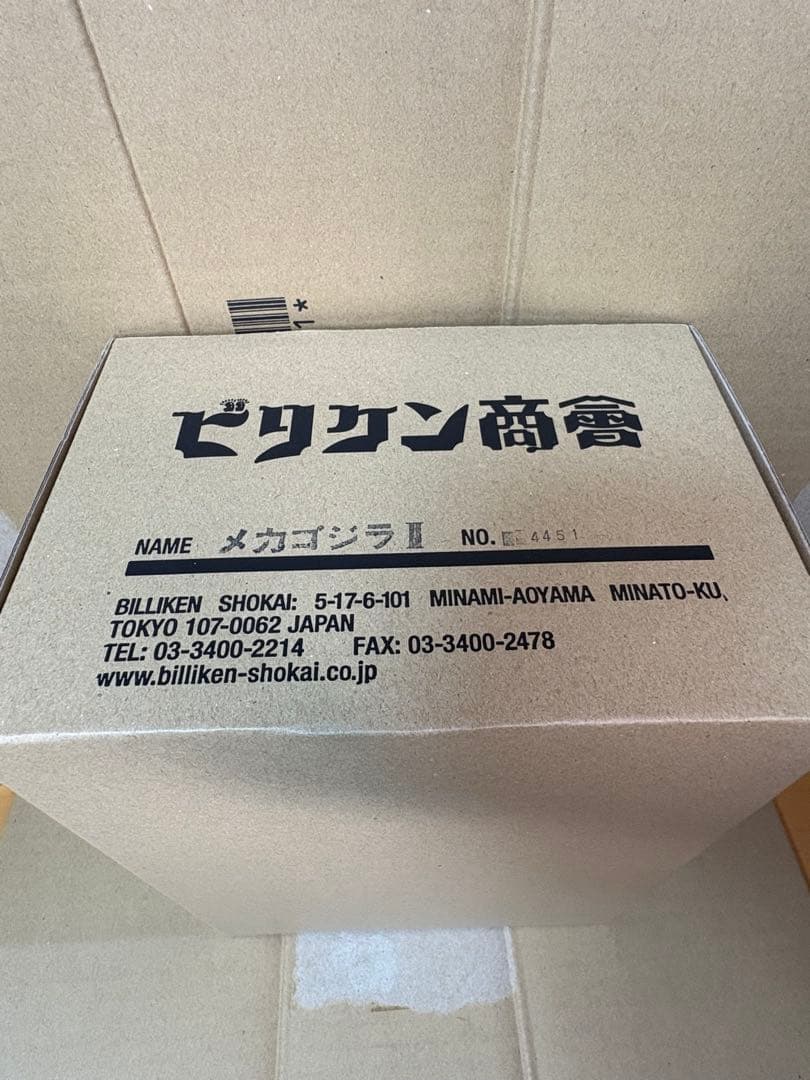 1*
ビリケン商會
NAME メカゴジラⅡ NO. 4451
BILLIKEN SHOKAI: 5-17-6-101 MINAMI-AOYAMA MINATO-KU,
TOKYO 107-0062 JAPAN
TEL: 03-3400-2214 FAX: 03-3400-2478
www.billiken-shokai.co.jp